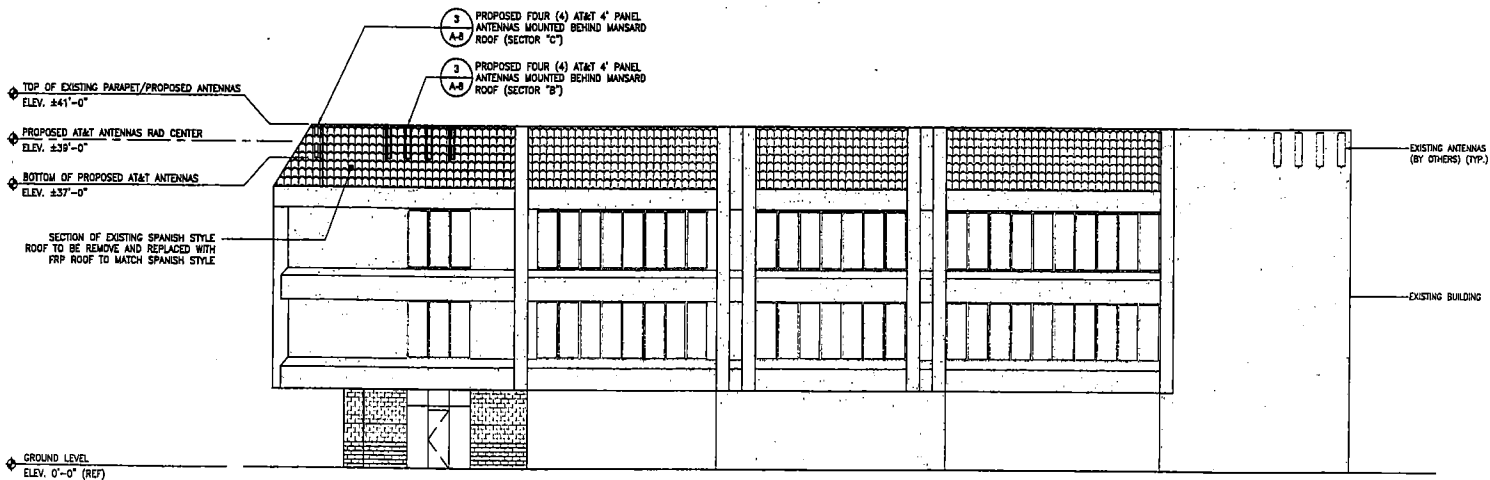 3
A-8
PROPOSED FOUR (4) AT&T 4' PANEL
ANTENNAS MOUNTED BEHIND MANSARD
ROOF (SECTOR "C")
3
A-8
PROPOSED FOUR (4) AT&T 4' PANEL
ANTENNAS MOUNTED BEHIND MANSARD
ROOF (SECTOR "B")
TOP OF EXISTING PARAPET/PROPOSED ANTENNAS
ELEV. ±41'-0"
PROPOSED AT&T ANTENNAS RAD CENTER
ELEV. ±39'-0"
BOTTOM OF PROPOSED AT&T ANTENNAS
ELEV. ±37'-0"
SECTION OF EXISTING SPANISH STYLE
ROOF TO BE REMOVE AND REPLACED WITH
FRP ROOF TO MATCH SPANISH STYLE
EXISTING ANTENNAS
(BY OTHERS) (TYP.)
EXISTING BUILDING
GROUND LEVEL
ELEV. 0'-0" (REF)